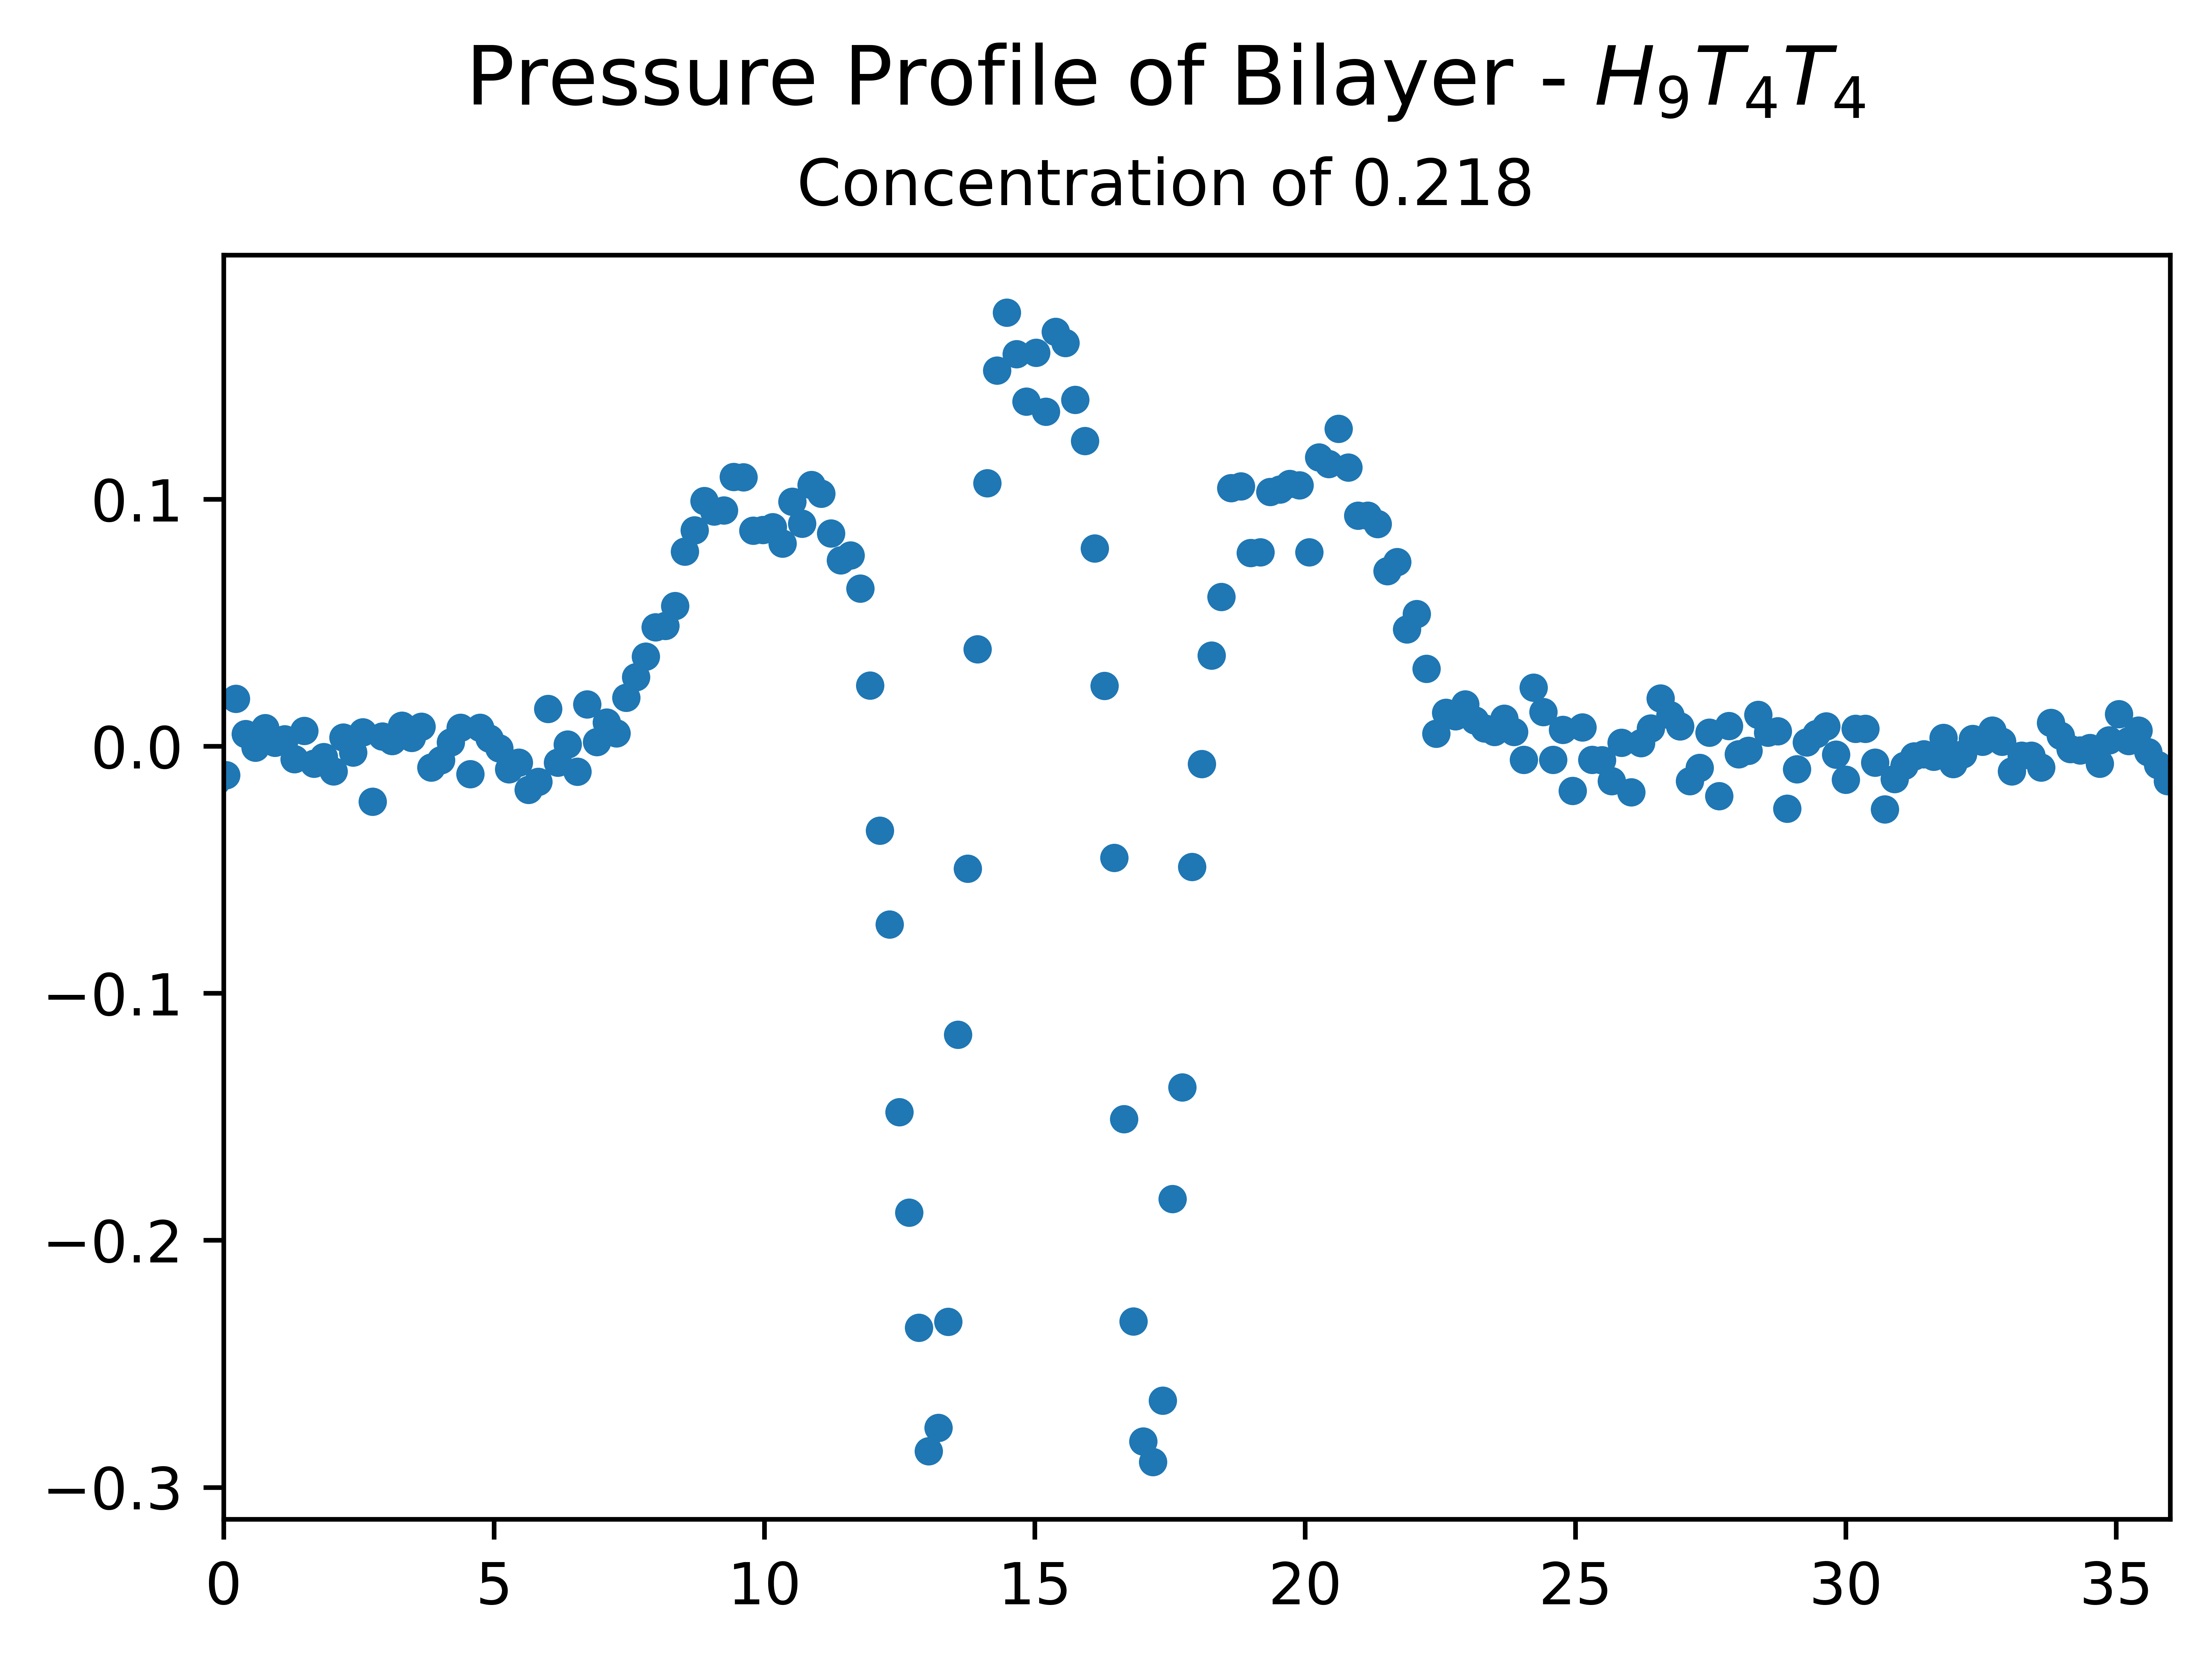 Pressure Profile of Bilayer - H₉T₄T₄
Concentration of 0.218
0.1
0.0
−0.1
−0.2
−0.3
0 5 10 15 20 25 30 35